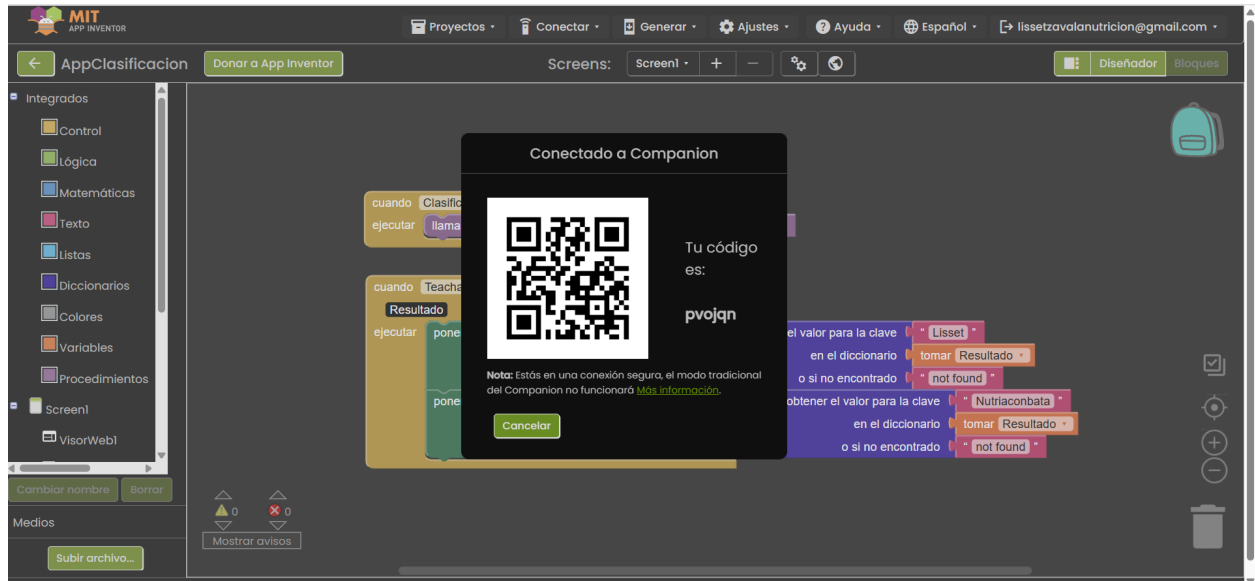 MIT
APP INVENTOR
Proyectos
Conectar
Generar
Ajustes
Ayuda
Español
lissetzavalanutricion@gmail.com
AppClasificacion
Donar a App Inventor
Screens:
Screen1
Diseñador
Bloques
Integrados
Control
Lógica
Matemáticas
Texto
Listas
Diccionarios
Colores
Variables
Procedimientos
Screen1
VisorWeb1
Cambiar nombre
Borrar
Medios
Subir archivo...
cuando Clasific
ejecutar llama
cuando Teacha
Resultado
ejecutar pone
el valor para la clave " Lisset "
en el diccionario tomar Resultado
o si no encontrado " not found "
pone
obtener el valor para la clave " Nutriaconbata "
en el diccionario tomar Resultado
o si no encontrado " not found "
Conectado a Companion
Tu código
es:
pvojqn
Nota: Estás en una conexión segura, el modo tradicional
del Companion no funcionará Más información.
Cancelar
0
0
Mostrar avisos